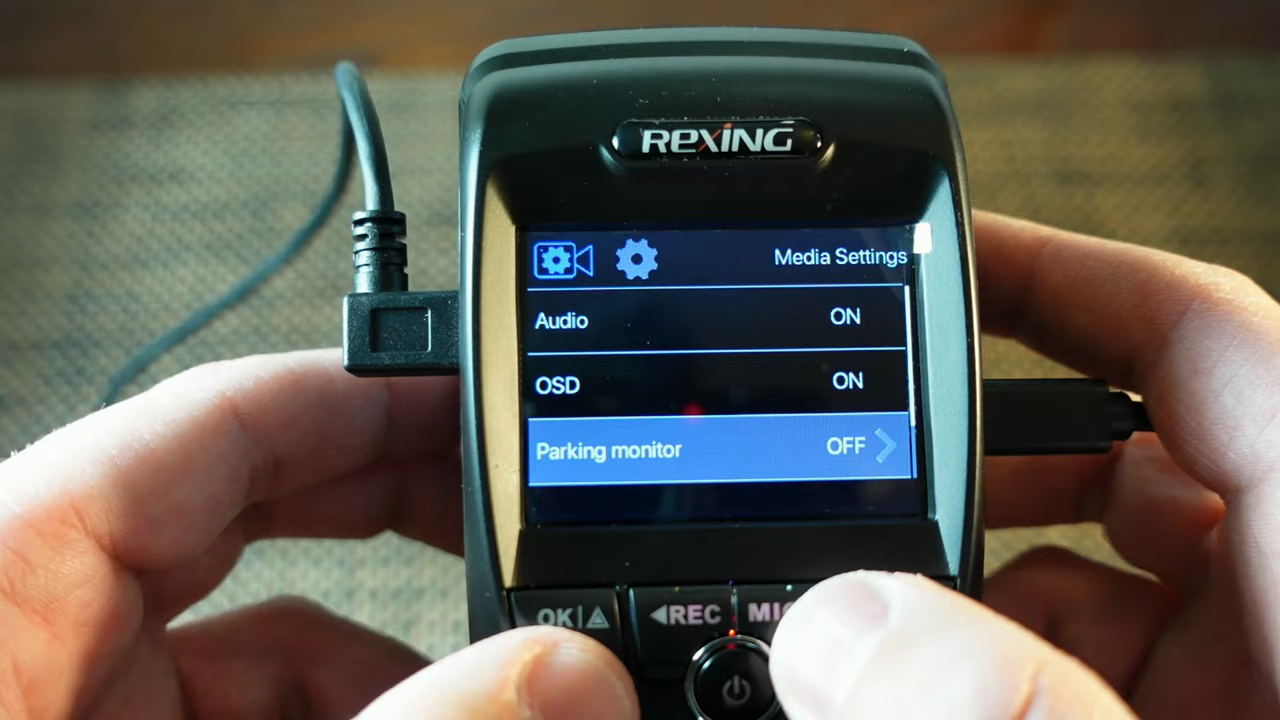 REXING
Media Settings
Audio ON
OSD ON
Parking monitor OFF
OK REC